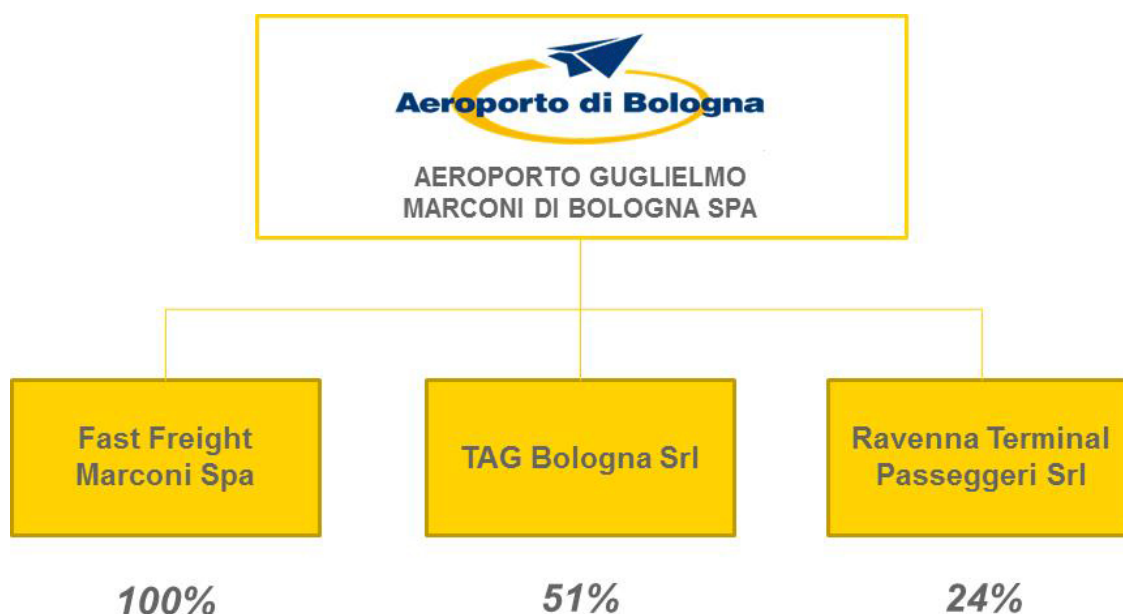 Aeroporto di Bologna
AEROPORTO GUGLIELMO
MARCONI DI BOLOGNA SPA
Fast Freight
Marconi Spa
TAG Bologna Srl
Ravenna Terminal
Passeggeri Srl
100%
51%
24%